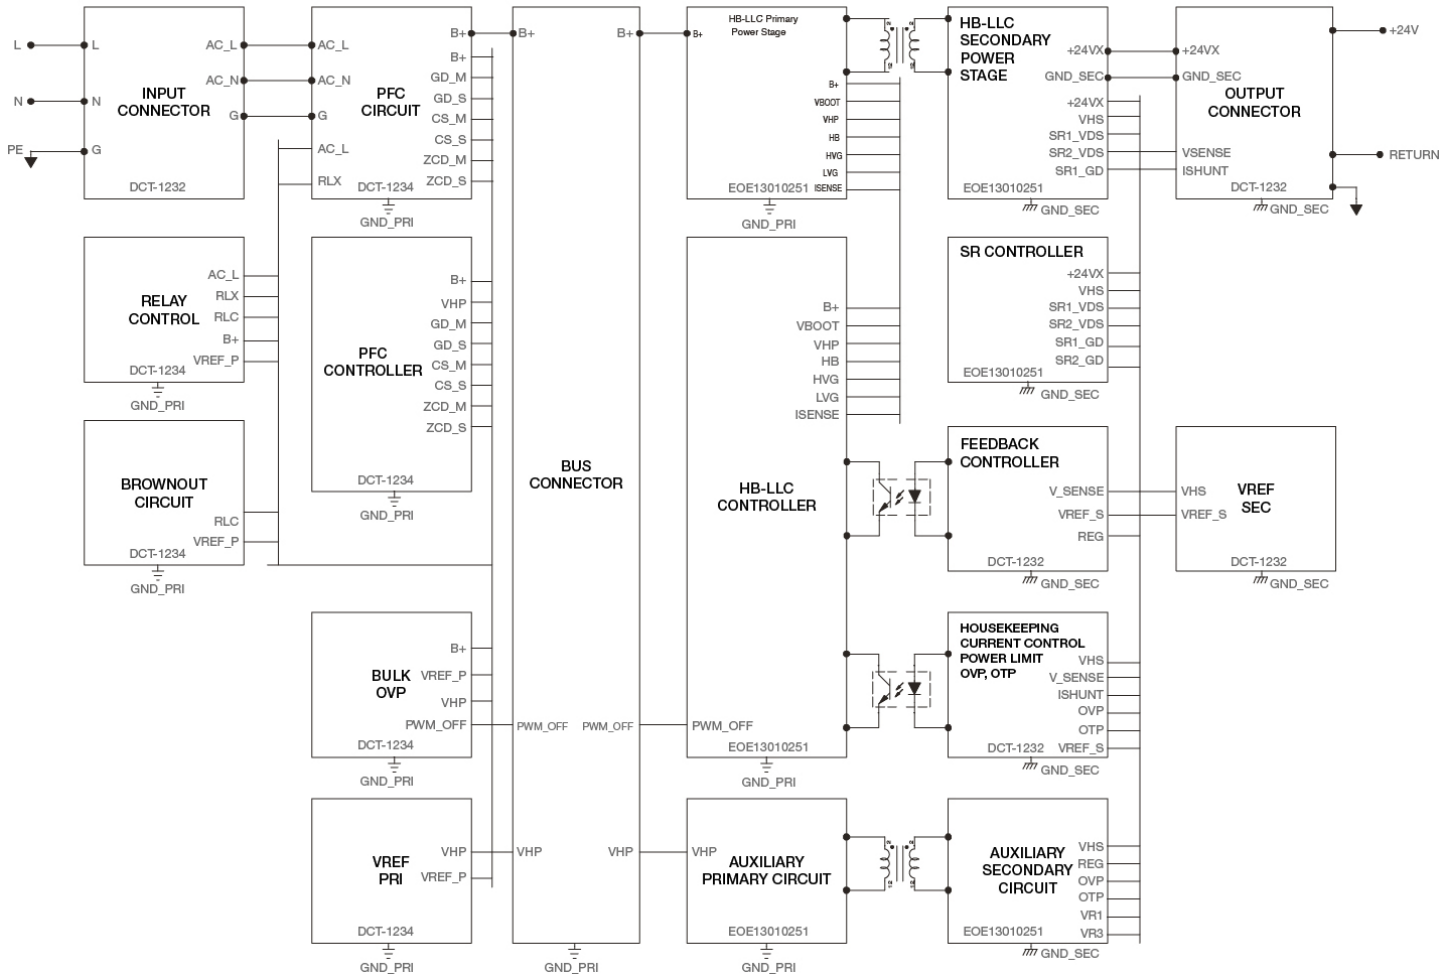 L
N
PE
L
N
G
INPUT
CONNECTOR
AC_L
AC_N
G
DCT-1232
AC_L
AC_N
G
AC_L
RLX
PFC
CIRCUIT
B+
B+
GD_M
GD_S
CS_M
CS_S
ZCD_M
ZCD_S
DCT-1234
GND_PRI
B+
B+
BUS
CONNECTOR
PWM_OFF
PWM_OFF
VHP
VHP
GND_PRI
HB-LLC Primary
Power Stage
B+
B+
VBOOT
VHP
HB
HVG
LVG
ISENSE
EOE13010251
GND_PRI
HB-LLC
SECONDARY
POWER
STAGE
+24VX
GND_SEC
+24VX
VHS
SR1_VDS
SR2_VDS
SR1_GD
EOE13010251
GND_SEC
+24VX
GND_SEC
OUTPUT
CONNECTOR
VSENSE
ISHUNT
DCT-1232
GND_SEC
+24V
RETURN
RELAY
CONTROL
AC_L
RLX
RLC
B+
VREF_P
DCT-1234
GND_PRI
PFC
CONTROLLER
B+
VHP
GD_M
GD_S
CS_M
CS_S
ZCD_M
ZCD_S
DCT-1234
GND_PRI
HB-LLC
CONTROLLER
B+
VBOOT
VHP
HB
HVG
LVG
ISENSE
PWM_OFF
EOE13010251
GND_PRI
SR CONTROLLER
+24VX
VHS
SR1_VDS
SR2_VDS
SR1_GD
SR2_GD
EOE13010251
GND_SEC
BROWNOUT
CIRCUIT
RLC
VREF_P
DCT-1234
GND_PRI
FEEDBACK
CONTROLLER
V_SENSE
VREF_S
REG
DCT-1232
GND_SEC
VHS
VREF_S
VREF
SEC
DCT-1232
GND_SEC
BULK
OVP
B+
VREF_P
VHP
PWM_OFF
DCT-1234
GND_PRI
HOUSEKEEPING
CURRENT CONTROL
POWER LIMIT
OVP, OTP
VHS
V_SENSE
ISHUNT
OVP
OTP
VREF_S
DCT-1232
GND_SEC
VREF
PRI
VHP
VREF_P
DCT-1234
GND_PRI
VHP
AUXILIARY
PRIMARY CIRCUIT
EOE13010251
GND_PRI
AUXILIARY
SECONDARY
CIRCUIT
VHS
REG
OVP
OTP
VR1
VR3
EOE13010251
GND_SEC